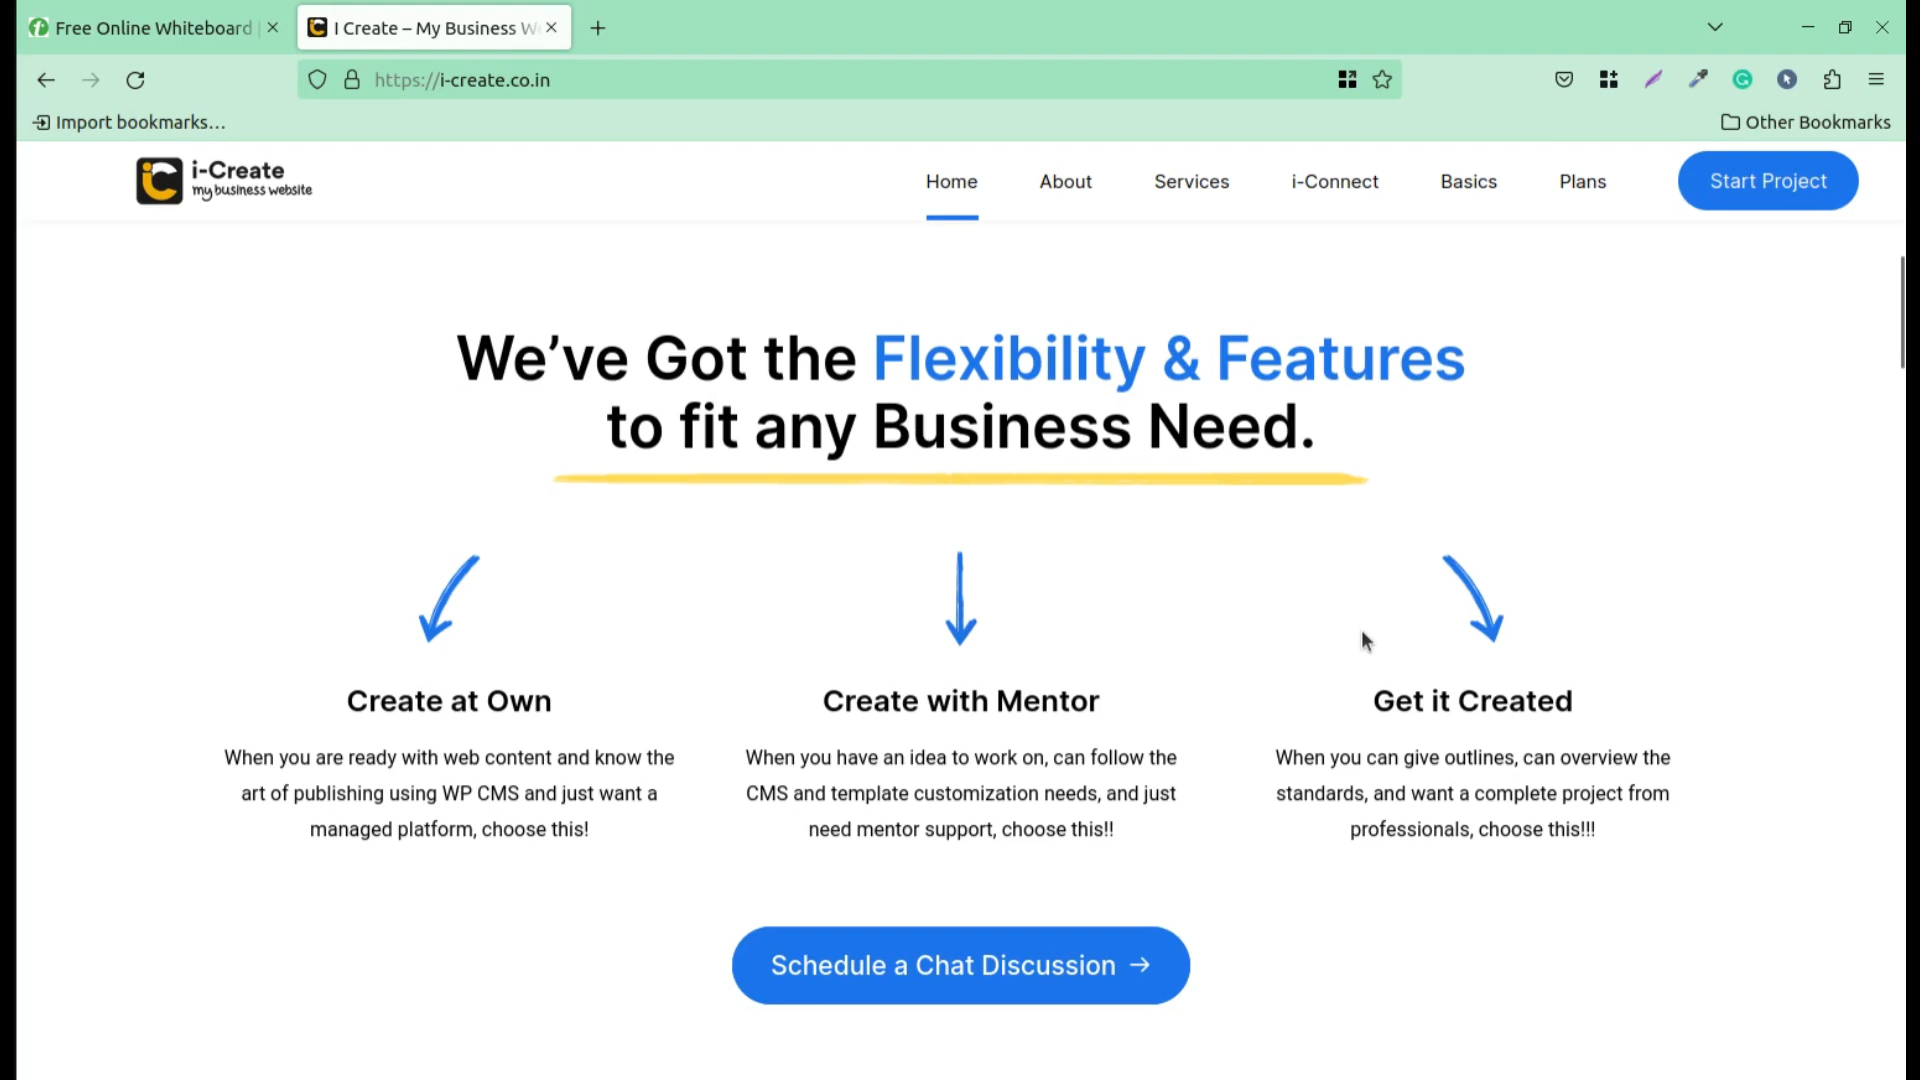 Free Online Whiteboard
I Create – My Business W
https://i-create.co.in
Import bookmarks...
Other Bookmarks
i-Create
my business website
Home
About
Services
i-Connect
Basics
Plans
Start Project
We’ve Got the Flexibility & Features
to fit any Business Need.
Create at Own
When you are ready with web content and know the
art of publishing using WP CMS and just want a
managed platform, choose this!
Create with Mentor
When you have an idea to work on, can follow the
CMS and template customization needs, and just
need mentor support, choose this!!
Get it Created
When you can give outlines, can overview the
standards, and want a complete project from
professionals, choose this!!!
Schedule a Chat Discussion →